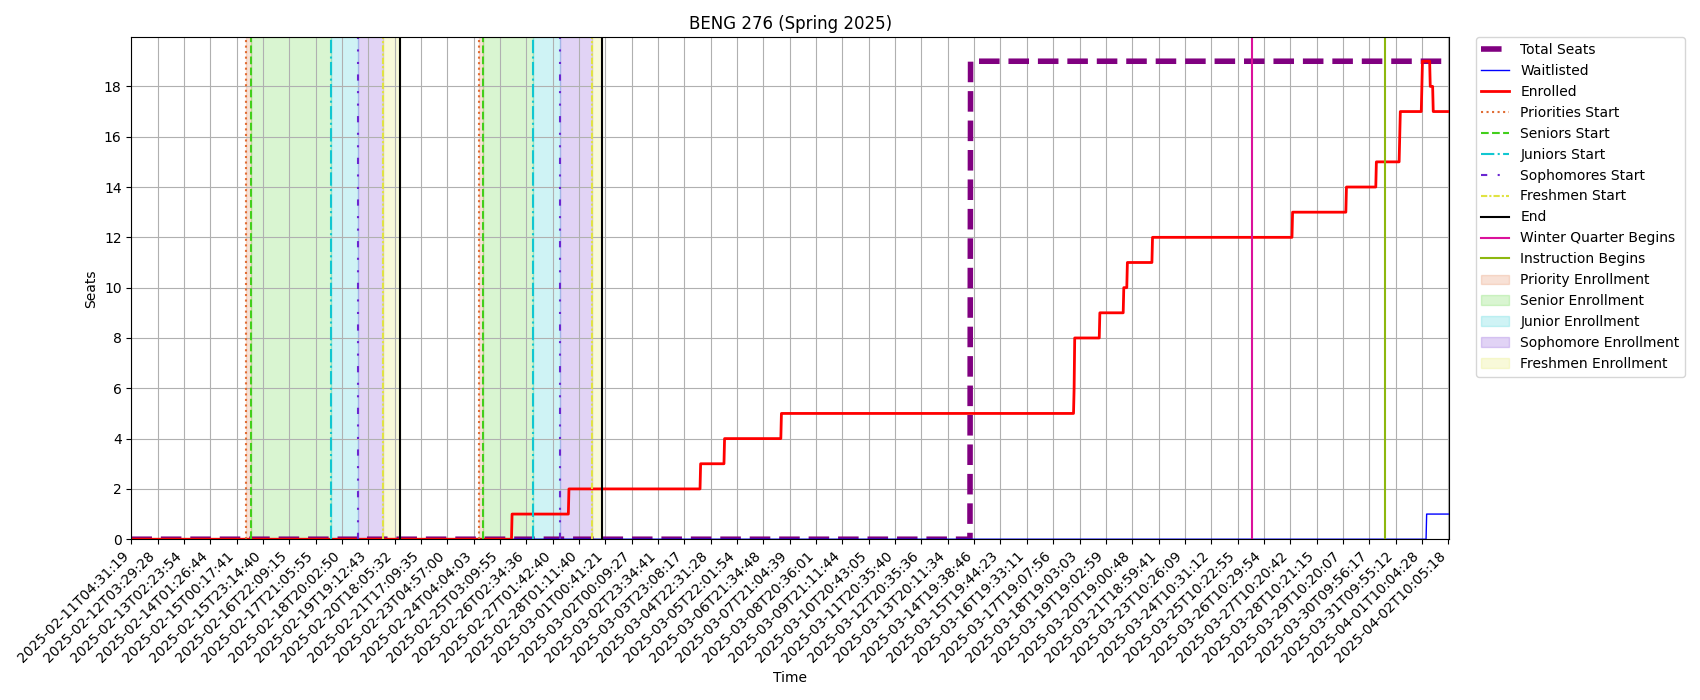 BENG 276 (Spring 2025)
Seats
18
16
14
12
10
8
6
4
2
0
2025-02-11T04:31:19
2025-02-12T03:29:28
2025-02-13T02:23:54
2025-02-14T01:26:44
2025-02-15T00:17:41
2025-02-15T23:14:40
2025-02-16T22:09:15
2025-02-17T21:05:55
2025-02-18T20:02:50
2025-02-19T19:12:43
2025-02-20T18:05:32
2025-02-21T17:09:35
2025-02-23T04:57:00
2025-02-24T04:04:03
2025-02-25T03:09:55
2025-02-26T02:34:36
2025-02-27T01:42:40
2025-02-28T01:11:40
2025-03-01T00:41:21
2025-03-02T00:09:27
2025-03-02T23:34:41
2025-03-03T23:08:17
2025-03-04T22:31:28
2025-03-05T22:01:54
2025-03-06T21:34:48
2025-03-07T21:04:39
2025-03-08T20:36:01
2025-03-09T21:11:44
2025-03-10T20:43:05
2025-03-11T20:35:40
2025-03-12T20:35:36
2025-03-13T20:11:34
2025-03-14T19:38:46
2025-03-15T19:44:23
2025-03-16T19:33:11
2025-03-17T19:07:56
2025-03-18T19:03:03
2025-03-19T19:02:59
2025-03-20T19:00:48
2025-03-21T18:59:41
2025-03-23T10:26:09
2025-03-24T10:31:12
2025-03-25T10:22:55
2025-03-26T10:29:54
2025-03-27T10:20:42
2025-03-28T10:21:15
2025-03-29T10:20:07
2025-03-30T09:56:17
2025-03-31T09:55:12
2025-04-01T10:04:28
2025-04-02T10:05:18
Time
Total Seats
Waitlisted
Enrolled
Priorities Start
Seniors Start
Juniors Start
Sophomores Start
Freshmen Start
End
Winter Quarter Begins
Instruction Begins
Priority Enrollment
Senior Enrollment
Junior Enrollment
Sophomore Enrollment
Freshmen Enrollment